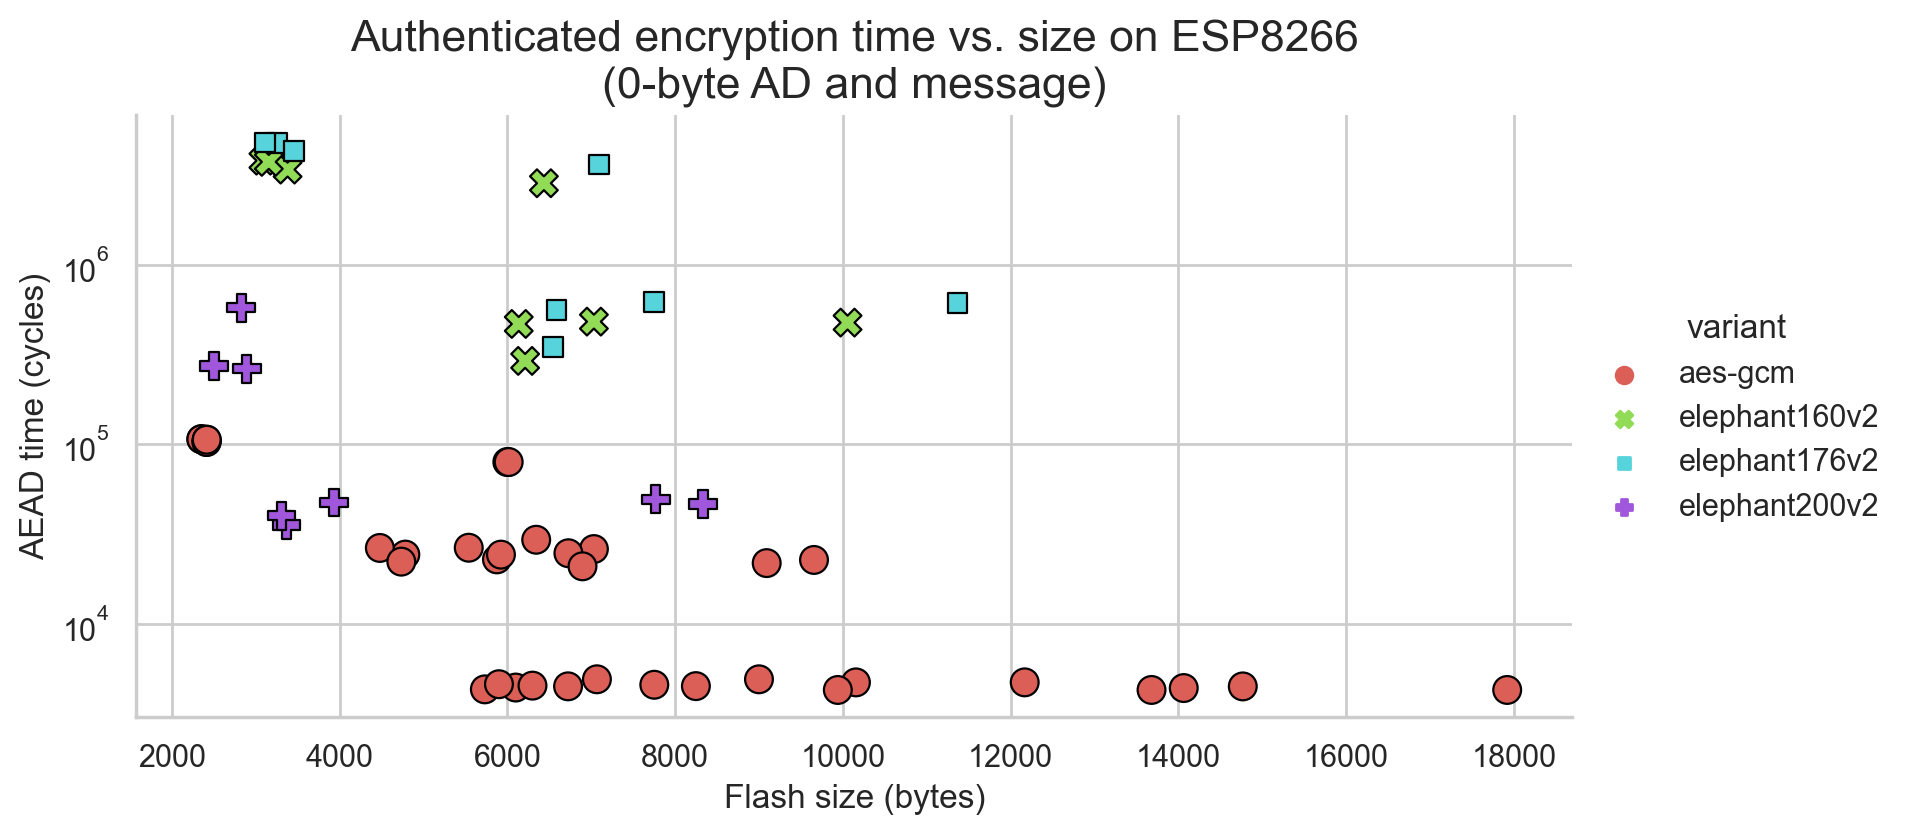 Authenticated encryption time vs. size on ESP8266
(0-byte AD and message)
AEAD time (cycles)
10^6
10^5
10^4
2000 4000 6000 8000 10000 12000 14000 16000 18000
Flash size (bytes)
variant
aes-gcm
elephant160v2
elephant176v2
elephant200v2